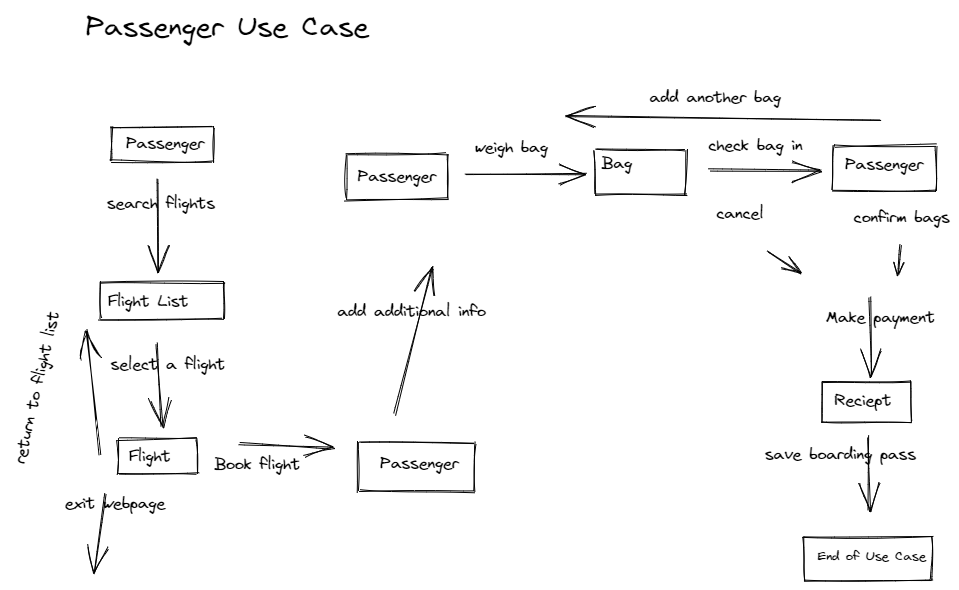 Passenger Use Case
Passenger
search flights
Flight List
return to flight list
select a flight
Flight
exit webpage
Book flight
Passenger
add additional info
Passenger
weigh bag
Bag
add another bag
check bag in
Passenger
cancel
confirm bags
Make payment
Reciept
save boarding pass
End of Use Case